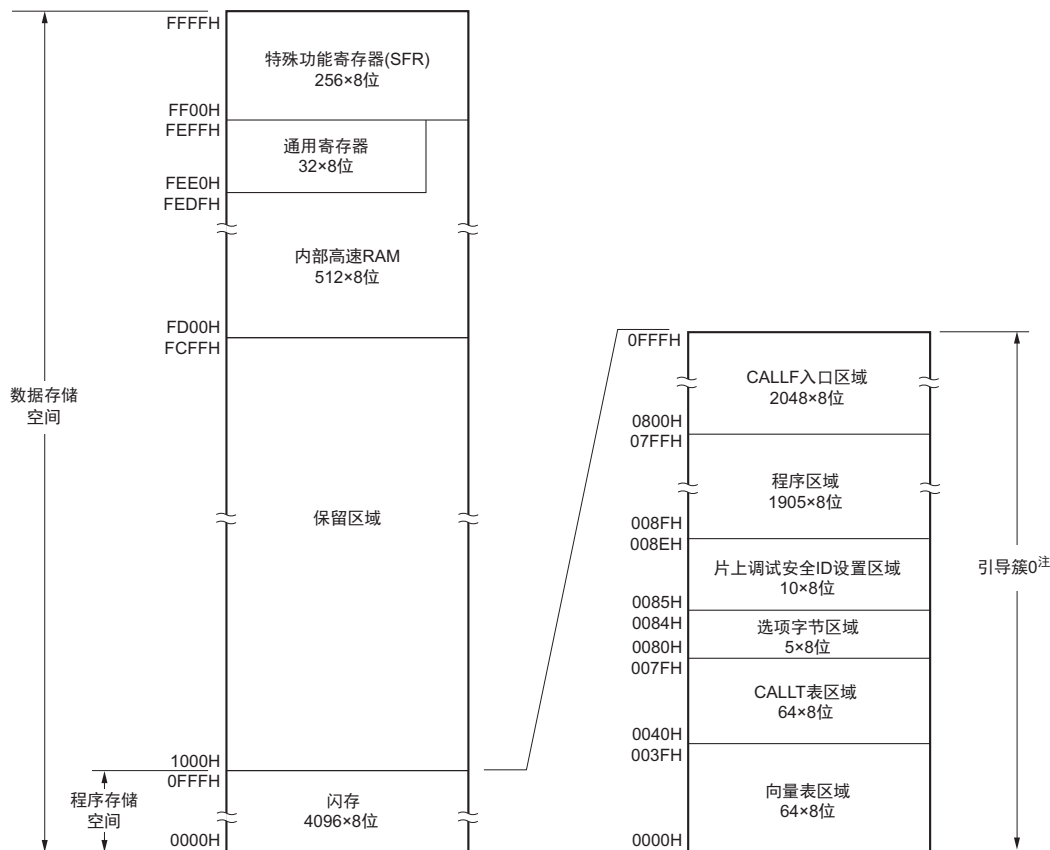 FFFFH
特殊功能寄存器(SFR)
256×8位
FF00H
FEFFH
通用寄存器
32×8位
FEE0H
FEDFH
内部高速RAM
512×8位
FD00H
FCFFH
数据存储
空间
保留区域
1000H
0FFFH
程序存储
空间
闪存
4096×8位
0000H
0FFFH
CALLF入口区域
2048×8位
0800H
07FFH
程序区域
1905×8位
008FH
008EH
片上调试安全ID设置区域
10×8位
0085H
0084H
选项字节区域
5×8位
0080H
007FH
CALLT表区域
64×8位
0040H
003FH
向量表区域
64×8位
0000H
引导簇0注